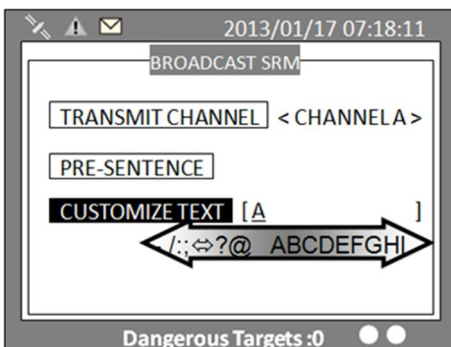 2013/01/17 07:18:11
BROADCAST SRM
TRANSMIT CHANNEL < CHANNEL A >
PRE-SENTENCE
CUSTOMIZE TEXT [A ]
- /:;⇔?@ ABCDEFGHI
Dangerous Targets :0